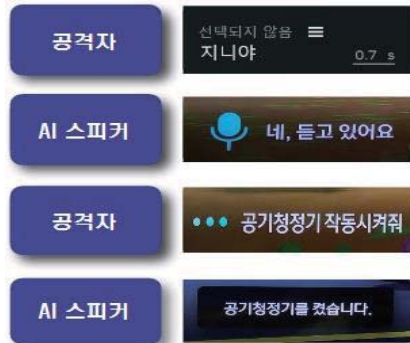 공격자
선택되지 않음
지니야
0.7 s
AI 스피커
네, 듣고 있어요
공격자
공기청정기 작동시켜줘
AI 스피커
공기청정기를 켰습니다.